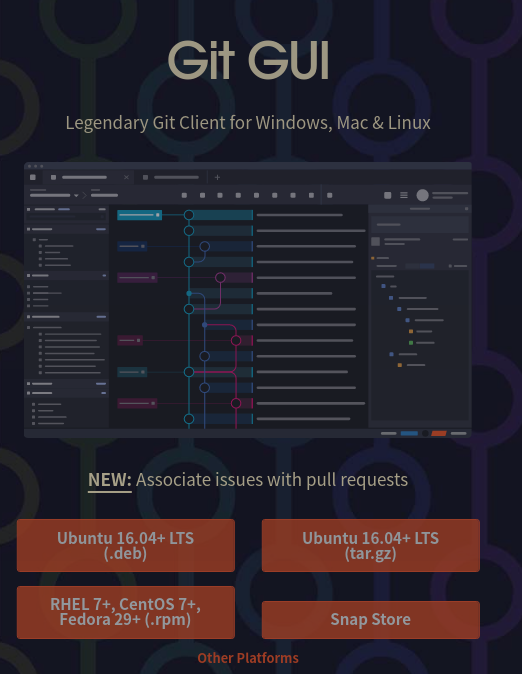 Git GUI
Legendary Git Client for Windows, Mac & Linux
NEW: Associate issues with pull requests
Ubuntu 16.04+ LTS
(.deb)
Ubuntu 16.04+ LTS
(tar.gz)
RHEL 7+, CentOS 7+,
Fedora 29+ (.rpm)
Snap Store
Other Platforms